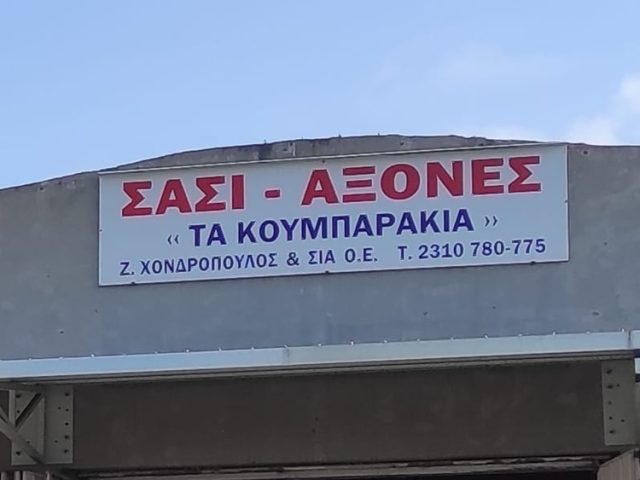 ΣΑΣΙ - ΑΞΟΝΕΣ
‹‹ ΤΑ ΚΟΥΜΠΑΡΑΚΙΑ ››
Ζ. ΧΟΝΔΡΟΠΟΥΛΟΣ & ΣΙΑ Ο.Ε. Τ. 2310 780-775